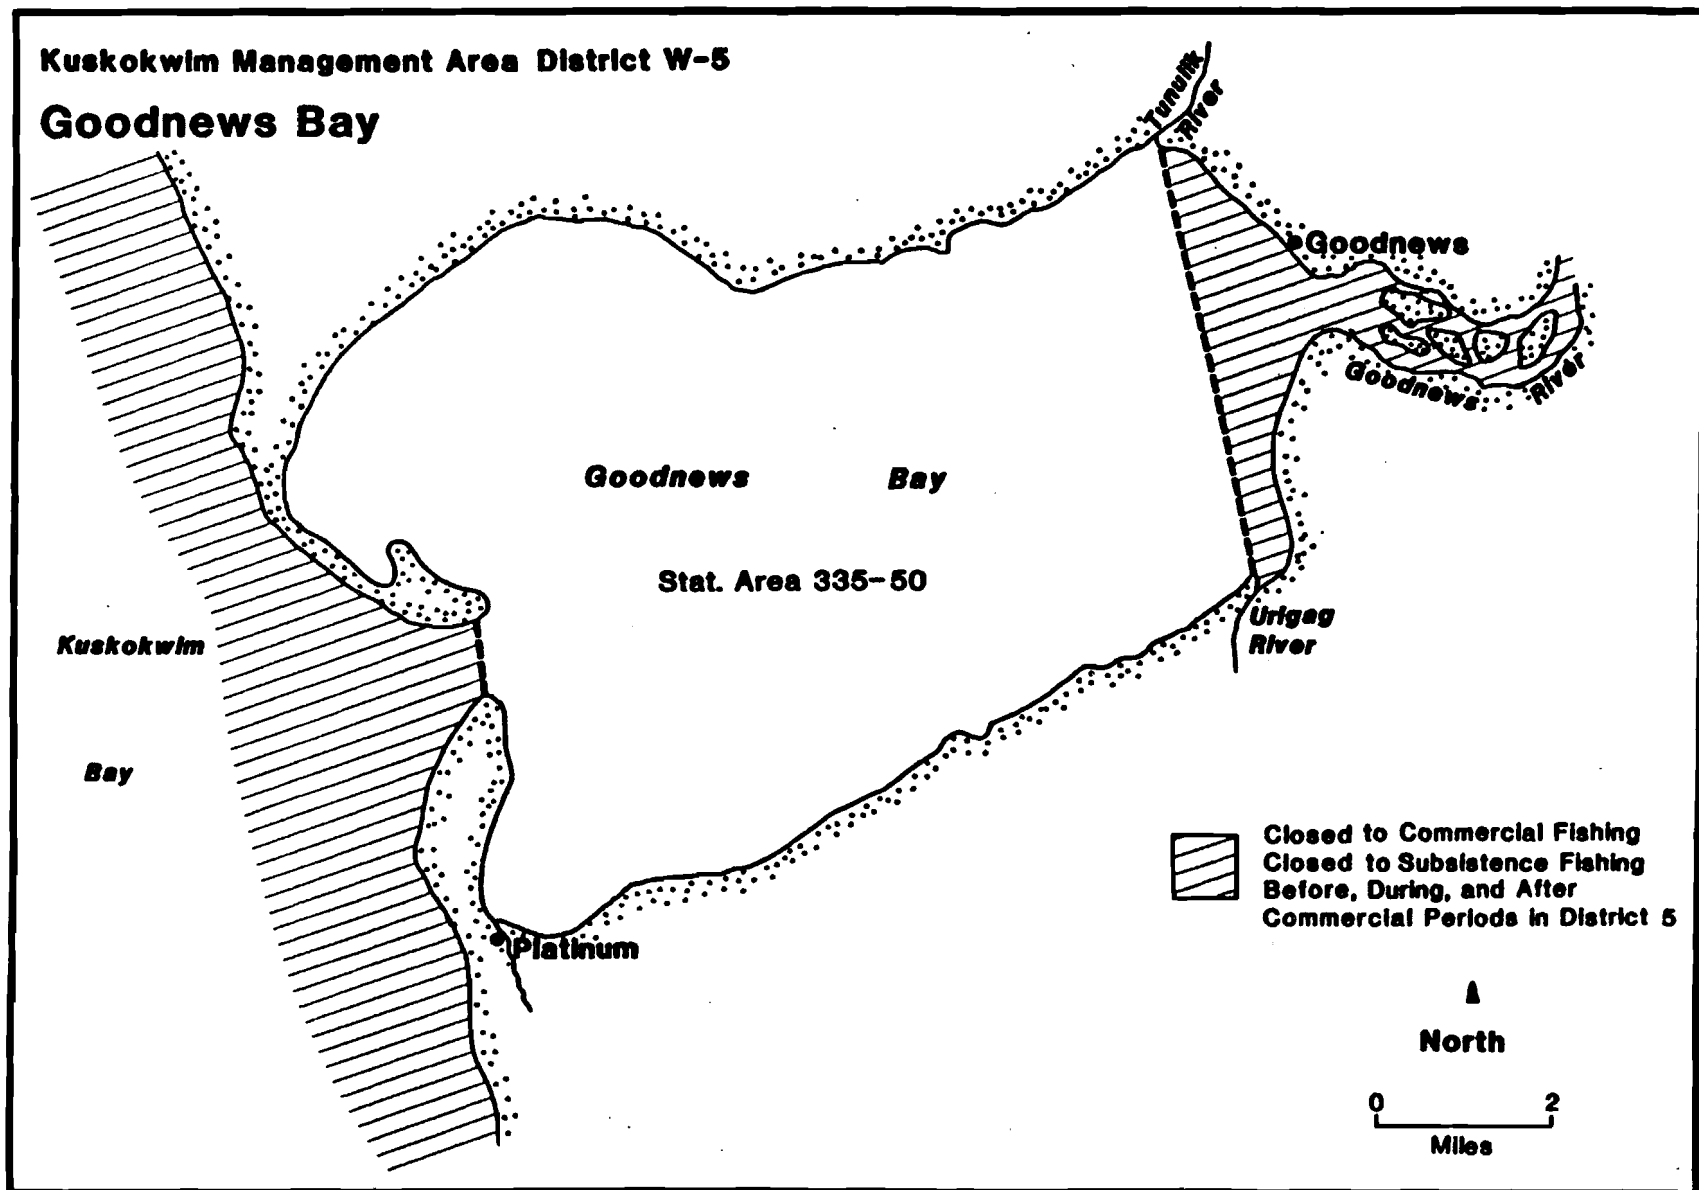 Kuskokwim Management Area District W-5
Goodnews Bay
Tunulik
River
Goodnews
Goodnews River
Goodnews Bay
Stat. Area 335-50
Urigag
River
Kuskokwim
Bay
Platinum
Closed to Commercial Fishing
Closed to Subsistence Fishing
Before, During, and After
Commercial Periods in District 5
North
0 2
Miles